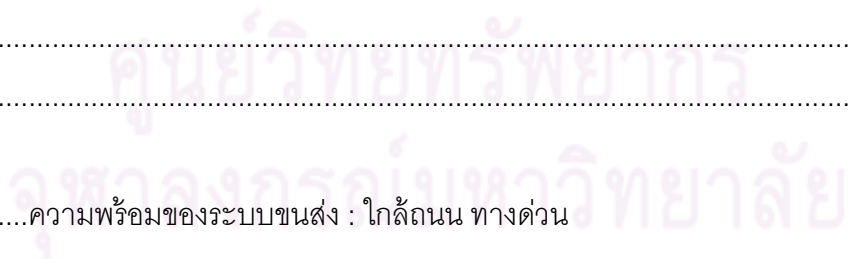 ................................................................................................................
ศูนย์วิทยทรัพยากร
................................................................................................................
จุฬาลงกรณ์มหาวิทยาลัย
....ความพร้อมของระบบขนส่ง : ใกล้ถนน ทางด่วน